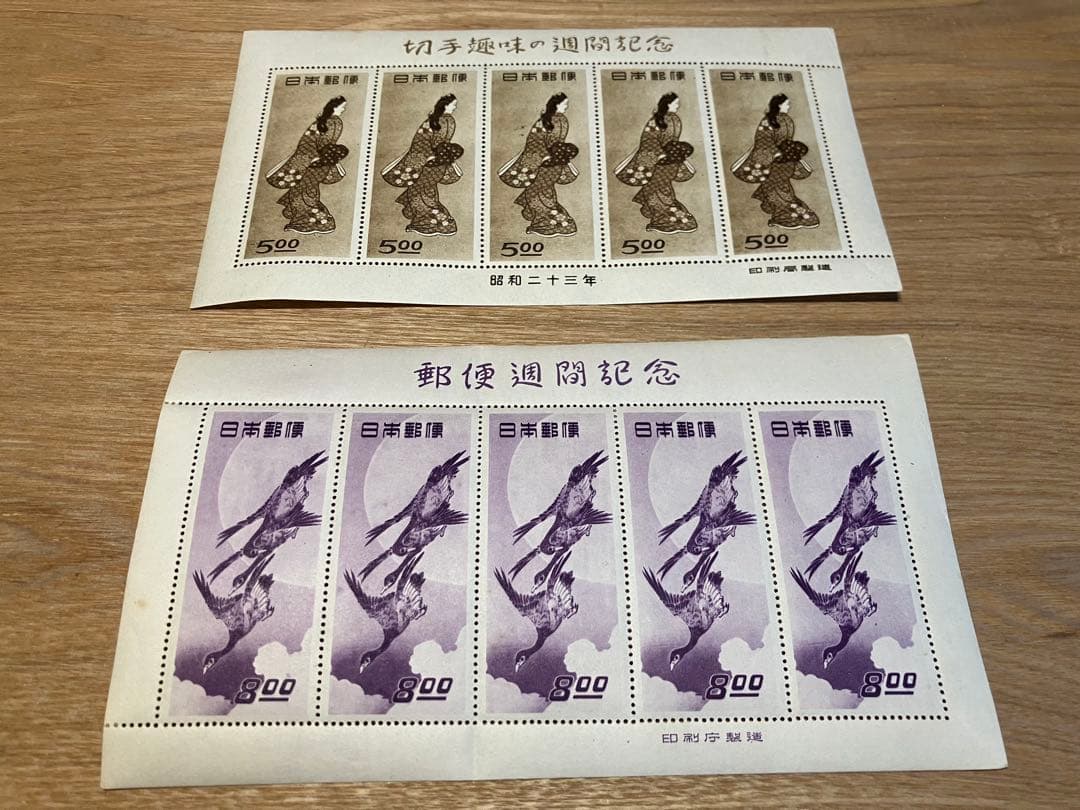 切手趣味の週間記念
日本郵便 日本郵便 日本郵便 日本郵便 日本郵便
5.00 5.00 5.00 5.00 5.00
昭和二十三年
印刷局製造
郵便週間記念
日本郵便 日本郵便 日本郵便 日本郵便 日本郵便
8.00 8.00 8.00 8.00 8.00
印刷庁製造